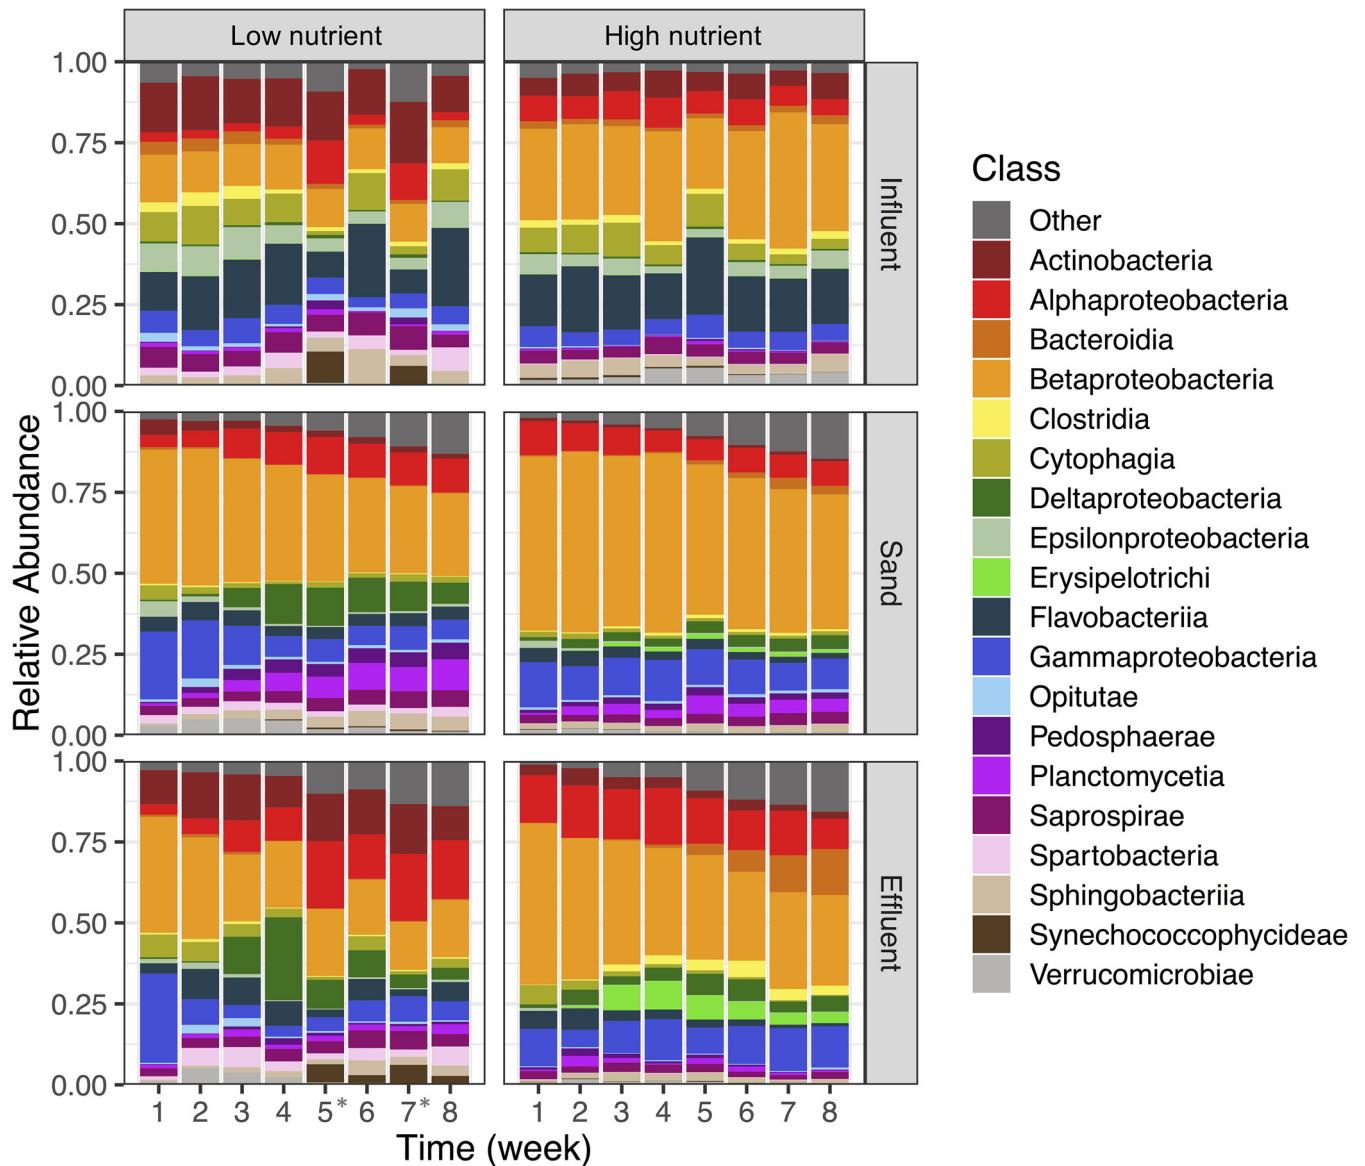 Low nutrient
High nutrient
Relative Abundance
1.00
0.75
0.50
0.25
0.00
Influent
1.00
0.75
0.50
0.25
0.00
Sand
1.00
0.75
0.50
0.25
0.00
Effluent
1 2 3 4 5* 6 7* 8
1 2 3 4 5 6 7 8
Time (week)
Class
Other
Actinobacteria
Alphaproteobacteria
Bacteroidia
Betaproteobacteria
Clostridia
Cytophagia
Deltaproteobacteria
Epsilonproteobacteria
Erysipelotrichi
Flavobacteriia
Gammaproteobacteria
Opitutae
Pedosphaerae
Planctomycetia
Saprospirae
Spartobacteria
Sphingobacteriia
Synechococcophycideae
Verrucomicrobiae